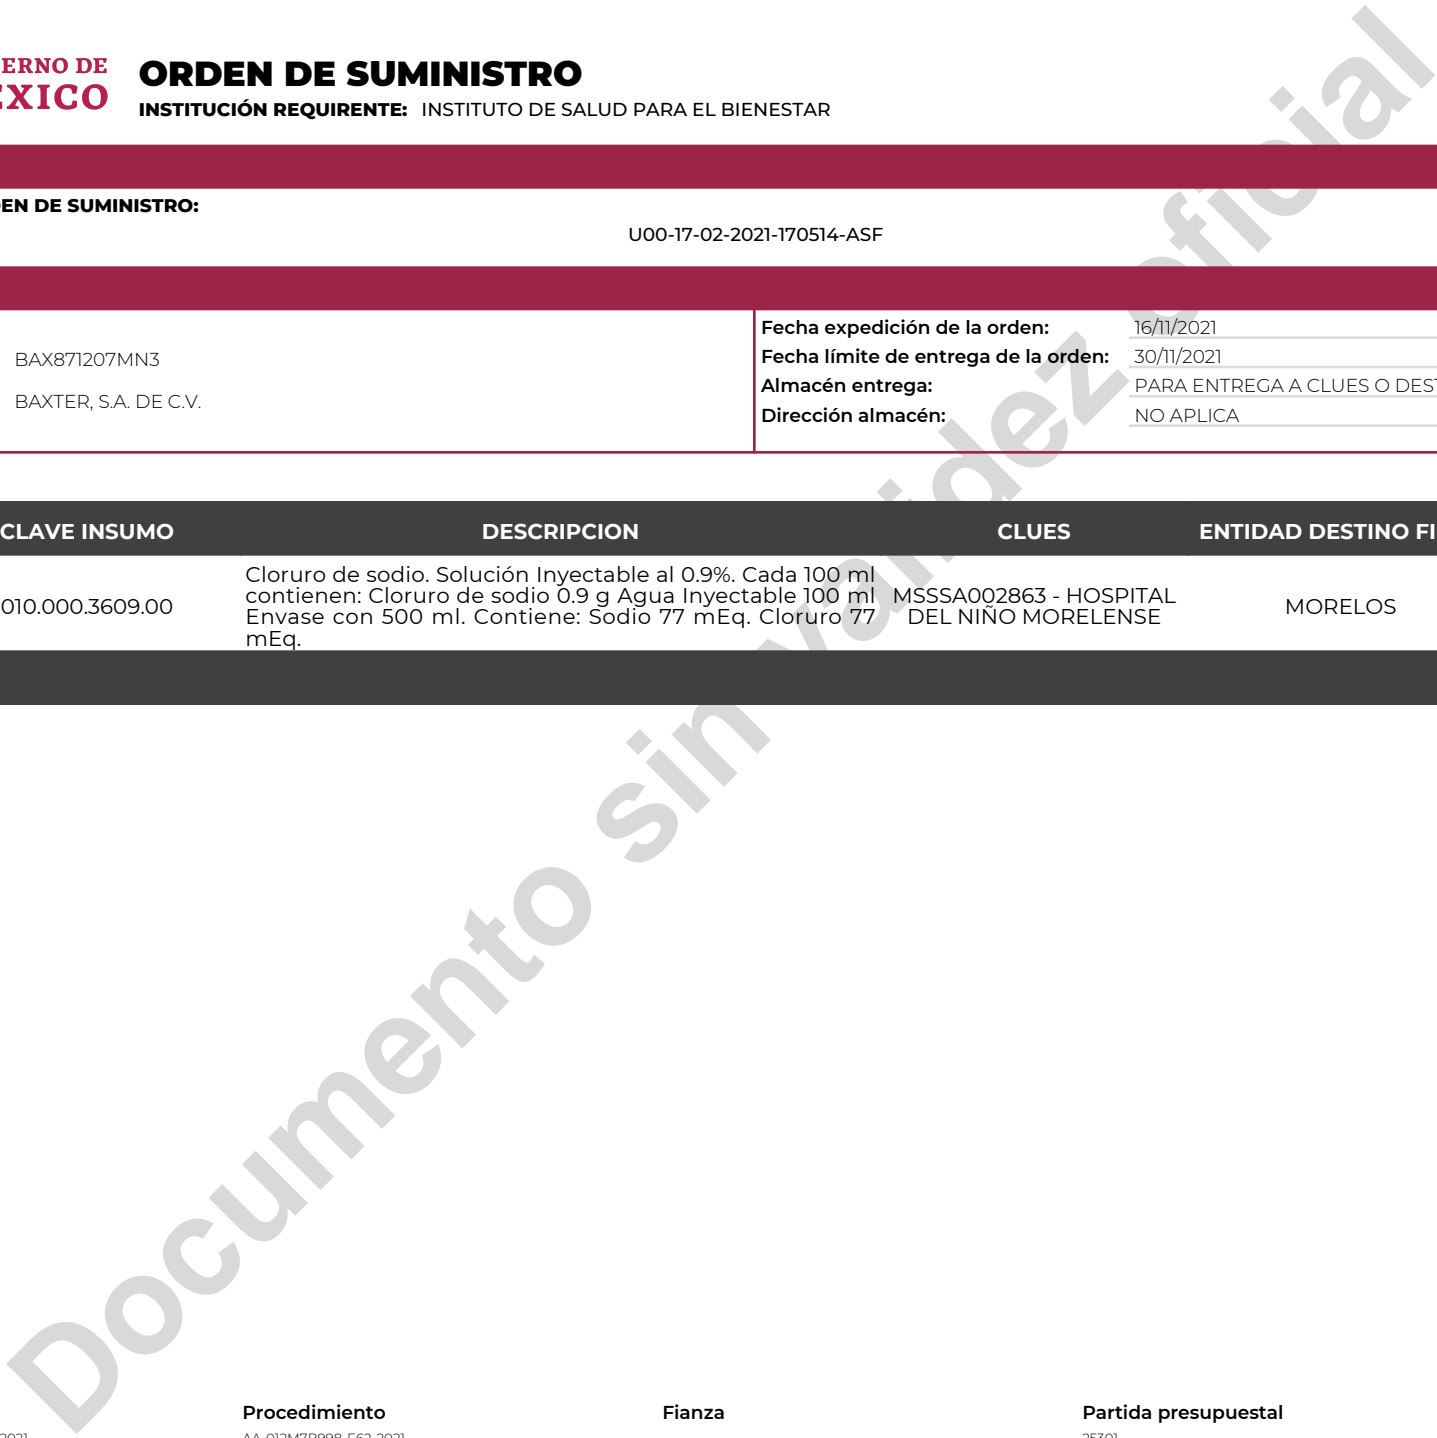 ERNO DE
ÉXICO
ORDEN DE SUMINISTRO
INSTITUCIÓN REQUIRENTE: INSTITUTO DE SALUD PARA EL BIENESTAR
EN DE SUMINISTRO:
U00-17-02-2021-170514-ASF
BAX871207MN3
BAXTER, S.A. DE C.V.
Fecha expedición de la orden: 16/11/2021
Fecha límite de entrega de la orden: 30/11/2021
Almacén entrega: PARA ENTREGA A CLUES O DEST
Dirección almacén: NO APLICA
CLAVE INSUMO DESCRIPCION CLUES ENTIDAD DESTINO FI
010.000.3609.00
Cloruro de sodio. Solución Inyectable al 0.9%. Cada 100 ml
contienen: Cloruro de sodio 0.9 g Agua Inyectable 100 ml
Envase con 500 ml. Contiene: Sodio 77 mEq. Cloruro 77
mEq.
MSSSA002863 - HOSPITAL
DEL NIÑO MORELENSE
MORELOS
Documento sin validez oficial
Procedimiento Fianza Partida presupuestal